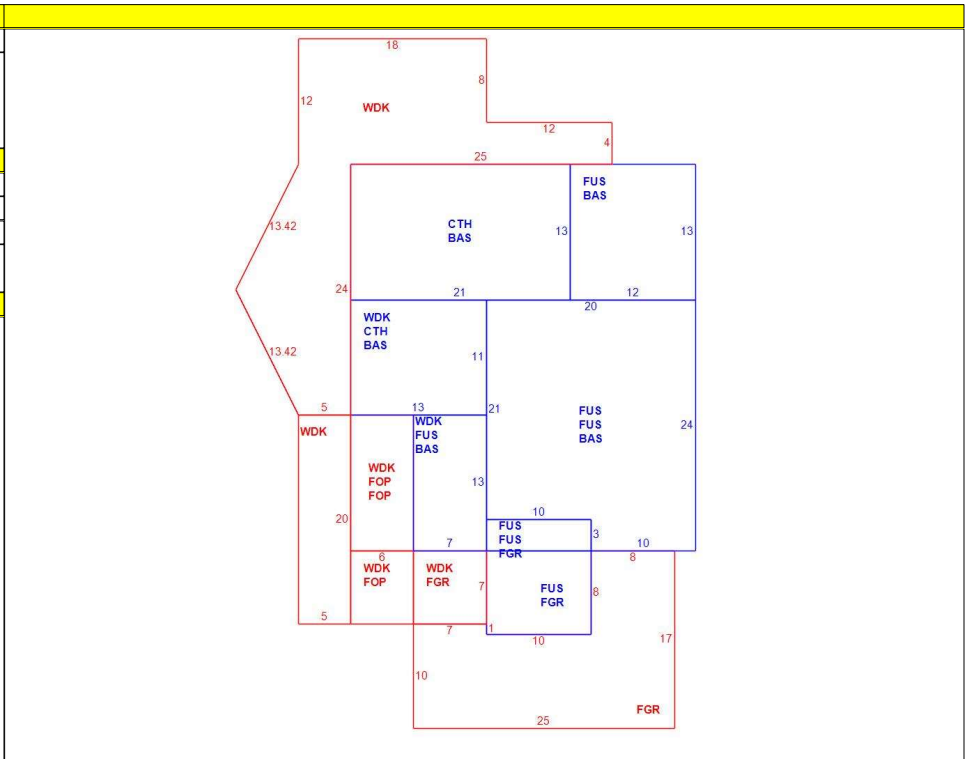 18
8
12
WDK
12
4
25
FUS
BAS
13.42
CTH
BAS
13
13
24
21
12
20
WDK
CTH
BAS
13.42
11
5
13
21
WDK
WDK
FUS
BAS
FUS
FUS
BAS
24
WDK
FOP
FOP
13
20
10
FUS
FUS
FGR
3
7
10
6
8
WDK
FOP
WDK
FGR
7
FUS
FGR
8
5
7
1
10
17
10
FGR
25